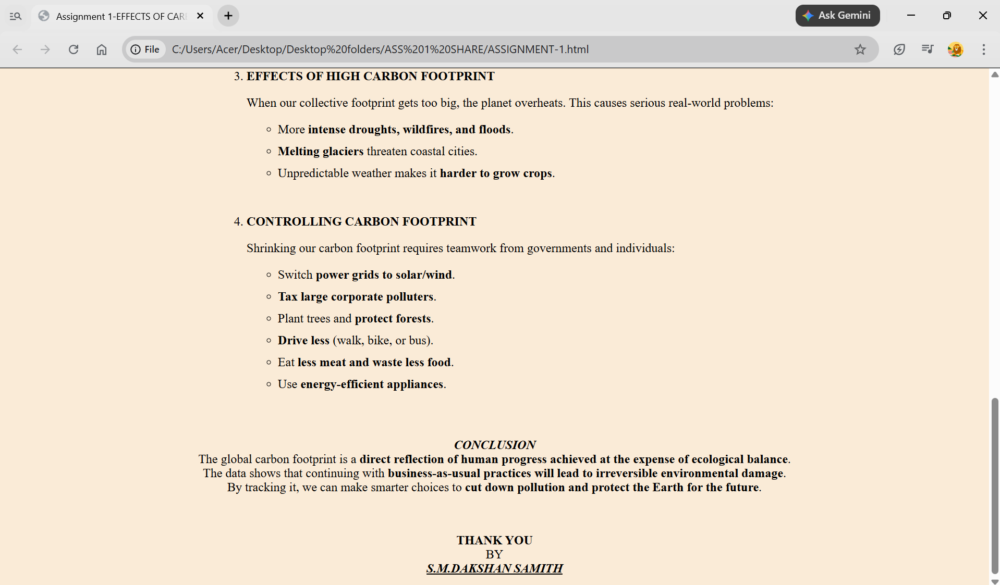 Assignment 1-EFFECTS OF CAR
Ask Gemini
File
C:/Users/Acer/Desktop/Desktop%20folders/ASS%201%20SHARE/ASSIGNMENT-1.html
3. EFFECTS OF HIGH CARBON FOOTPRINT
When our collective footprint gets too big, the planet overheats. This causes serious real-world problems:
More intense droughts, wildfires, and floods.
Melting glaciers threaten coastal cities.
Unpredictable weather makes it harder to grow crops.
4. CONTROLLING CARBON FOOTPRINT
Shrinking our carbon footprint requires teamwork from governments and individuals:
Switch power grids to solar/wind.
Tax large corporate polluters.
Plant trees and protect forests.
Drive less (walk, bike, or bus).
Eat less meat and waste less food.
Use energy-efficient appliances.
CONCLUSION
The global carbon footprint is a direct reflection of human progress achieved at the expense of ecological balance.
The data shows that continuing with business-as-usual practices will lead to irreversible environmental damage.
By tracking it, we can make smarter choices to cut down pollution and protect the Earth for the future.
THANK YOU
BY
S.M.DAKSHAN SAMITH